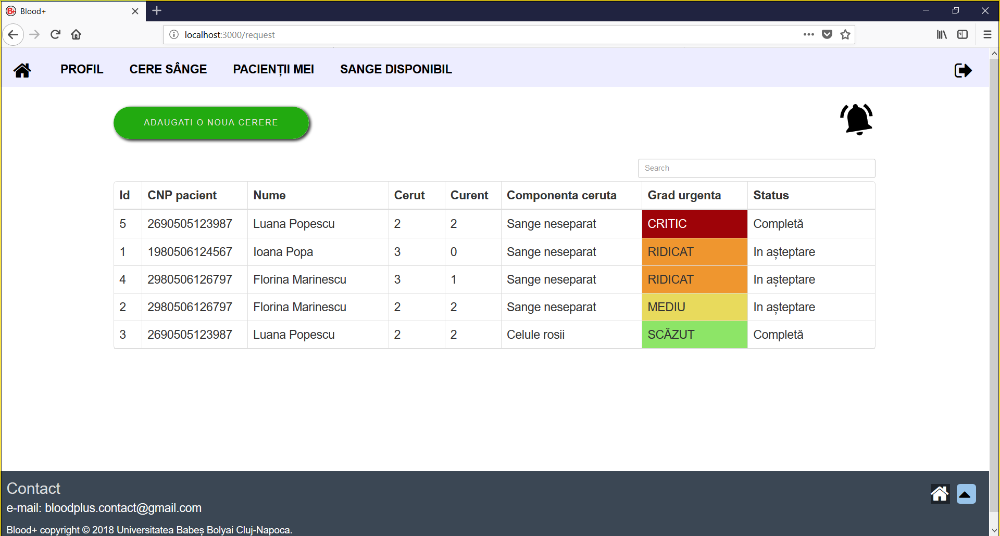 Blood+
localhost:3000/request
PROFIL CERE SÂNGE PACIENȚII MEI SANGE DISPONIBIL
ADAUGATI O NOUA CERERE
Search
Id CNP pacient Nume Cerut Curent Componenta ceruta Grad urgenta Status
5 2690505123987 Luana Popescu 2 2 Sange neseparat CRITIC Completă
1 1980506124567 Ioana Popa 3 0 Sange neseparat RIDICAT In așteptare
4 2980506126797 Florina Marinescu 3 1 Sange neseparat RIDICAT In așteptare
2 2980506126797 Florina Marinescu 2 2 Sange neseparat MEDIU In așteptare
3 2690505123987 Luana Popescu 2 2 Celule rosii SCĂZUT Completă
Contact
e-mail: bloodplus.contact@gmail.com
Blood+ copyright © 2018 Universitatea Babeș Bolyai Cluj-Napoca.